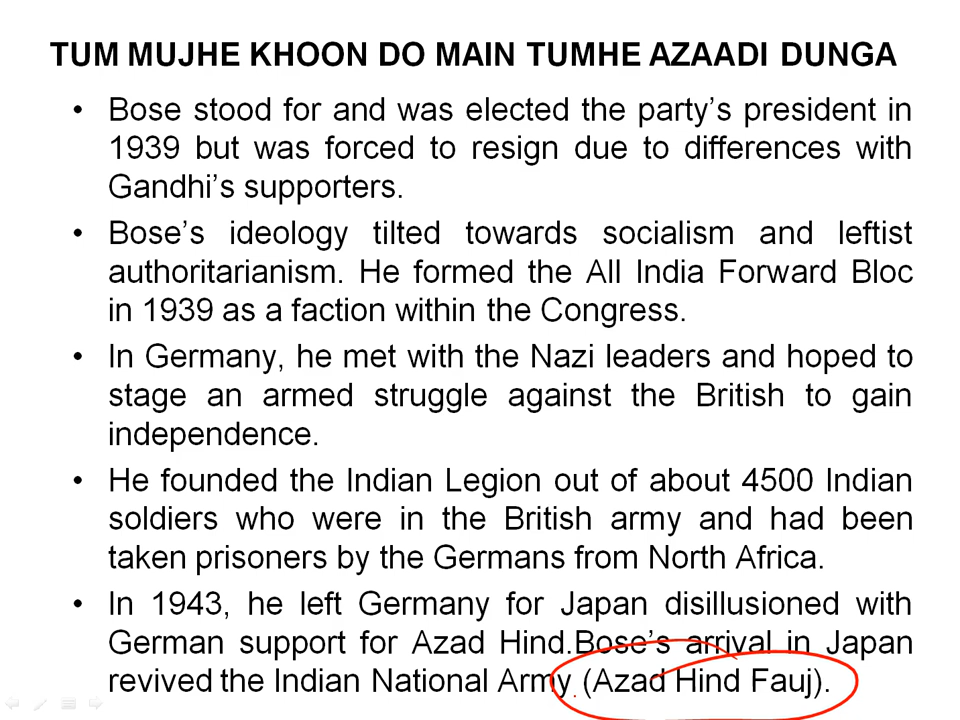 TUM MUJHE KHOON DO MAIN TUMHE AZAADI DUNGA
• Bose stood for and was elected the party's president in
1939 but was forced to resign due to differences with
Gandhi's supporters.
• Bose's ideology tilted towards socialism and leftist
authoritarianism. He formed the All India Forward Bloc
in 1939 as a faction within the Congress.
• In Germany, he met with the Nazi leaders and hoped to
stage an armed struggle against the British to gain
independence.
• He founded the Indian Legion out of about 4500 Indian
soldiers who were in the British army and had been
taken prisoners by the Germans from North Africa.
• In 1943, he left Germany for Japan disillusioned with
German support for Azad Hind.Bose's arrival in Japan
revived the Indian National Army (Azad Hind Fauj).